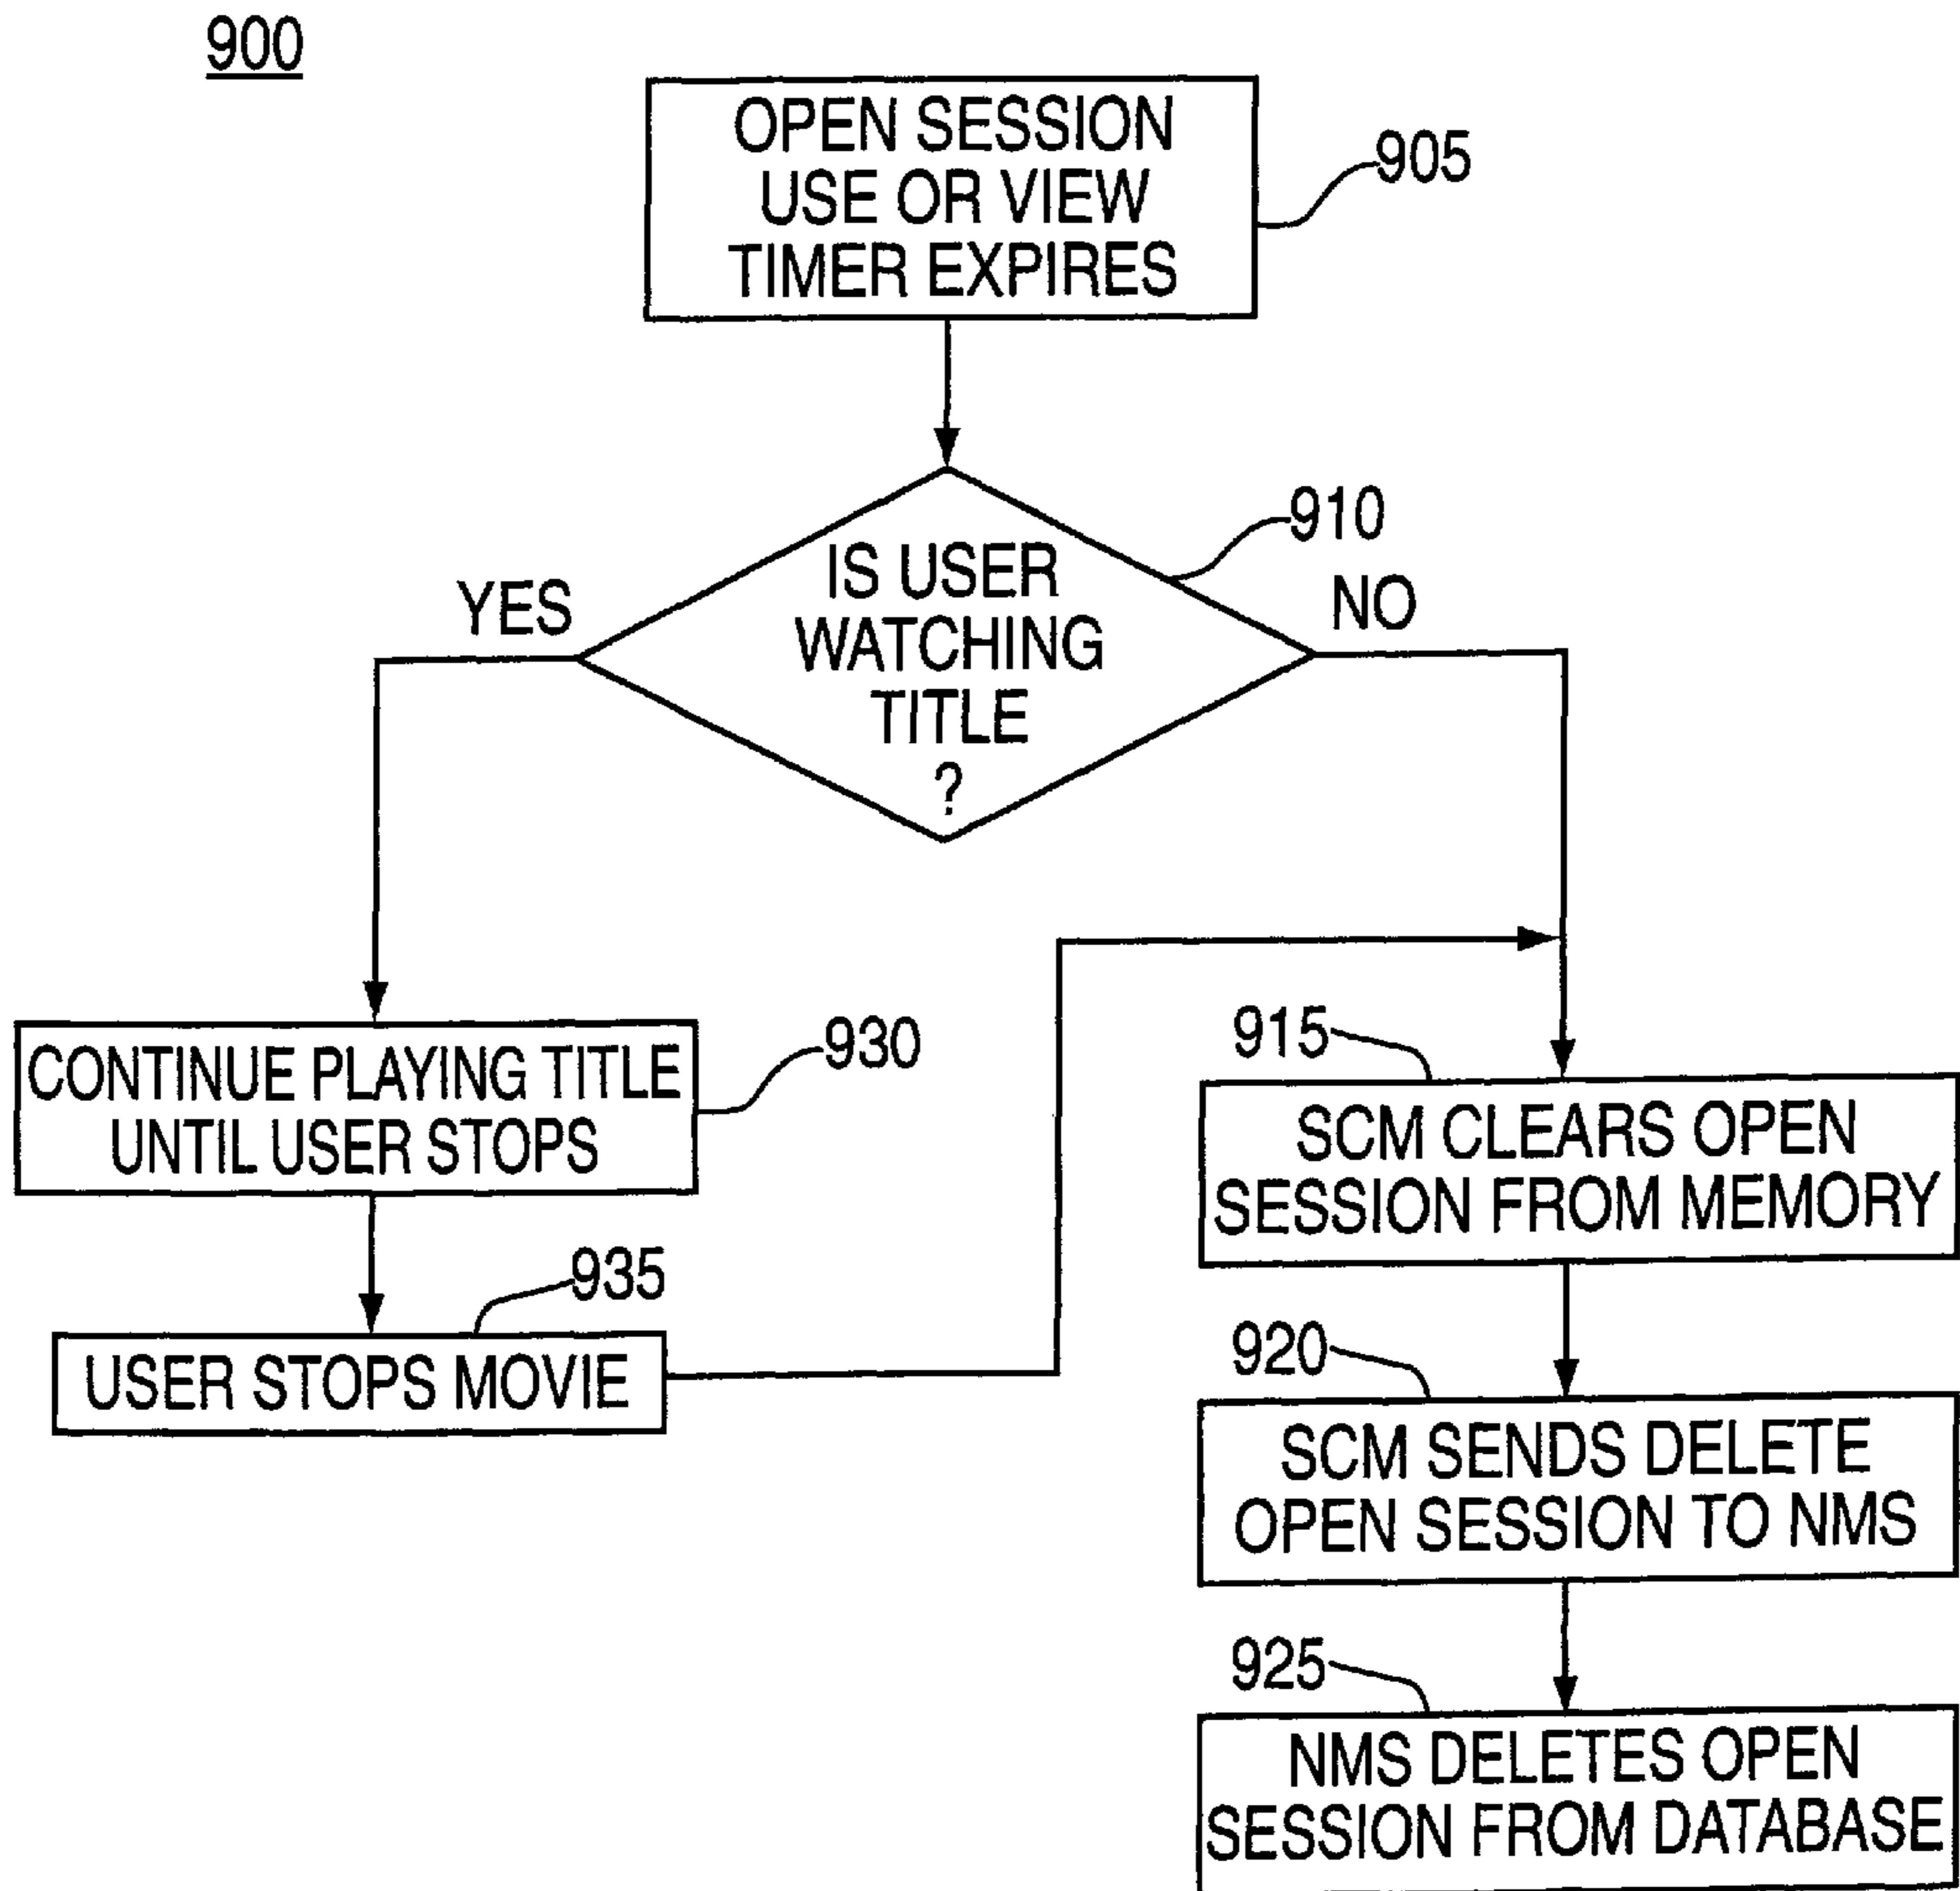 900
OPEN SESSION
USE OR VIEW
TIMER EXPIRES
905
910
IS USER
WATCHING
TITLE
?
YES
NO
CONTINUE PLAYING TITLE
UNTIL USER STOPS
930
935
USER STOPS MOVIE
915
SCM CLEARS OPEN
SESSION FROM MEMORY
920
SCM SENDS DELETE
OPEN SESSION TO NMS
925
NMS DELETES OPEN
SESSION FROM DATABASE